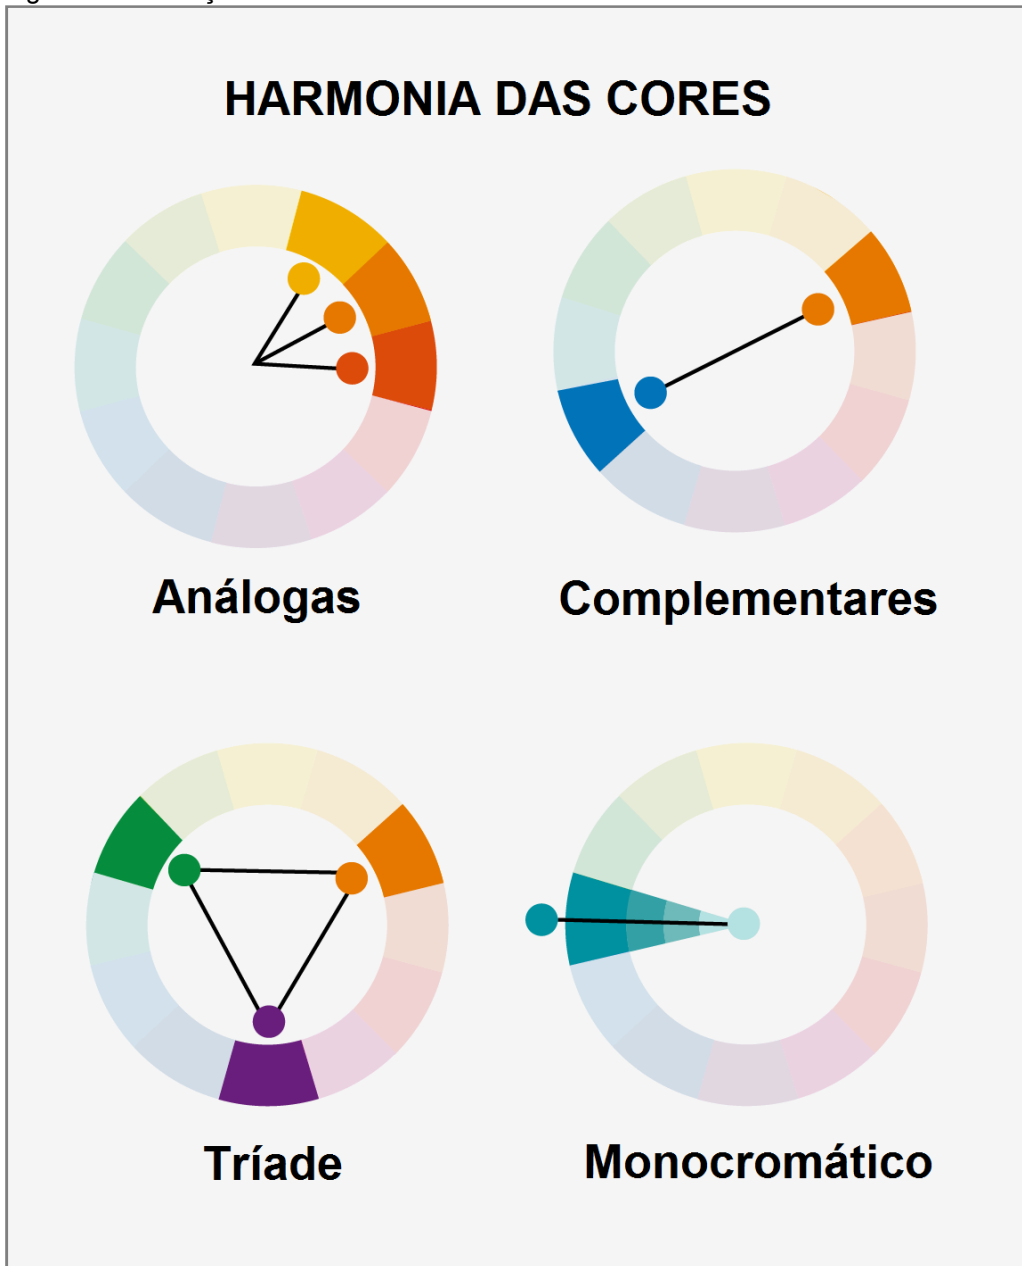 HARMONIA DAS CORES
Análogas
Complementares
Tríade
Monocromático